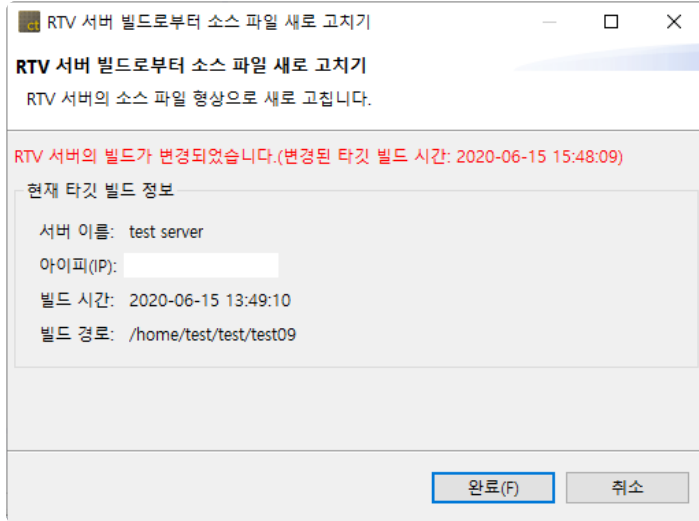 ct RTV 서버 빌드로부터 소스 파일 새로 고치기
RTV 서버 빌드로부터 소스 파일 새로 고치기
RTV 서버의 소스 파일 형상으로 새로 고칩니다.
RTV 서버의 빌드가 변경되었습니다.(변경된 타깃 빌드 시간: 2020-06-15 15:48:09)
현재 타깃 빌드 정보
서버 이름: test server
아이피(IP):
빌드 시간: 2020-06-15 13:49:10
빌드 경로: /home/test/test/test09
완료(F) 취소